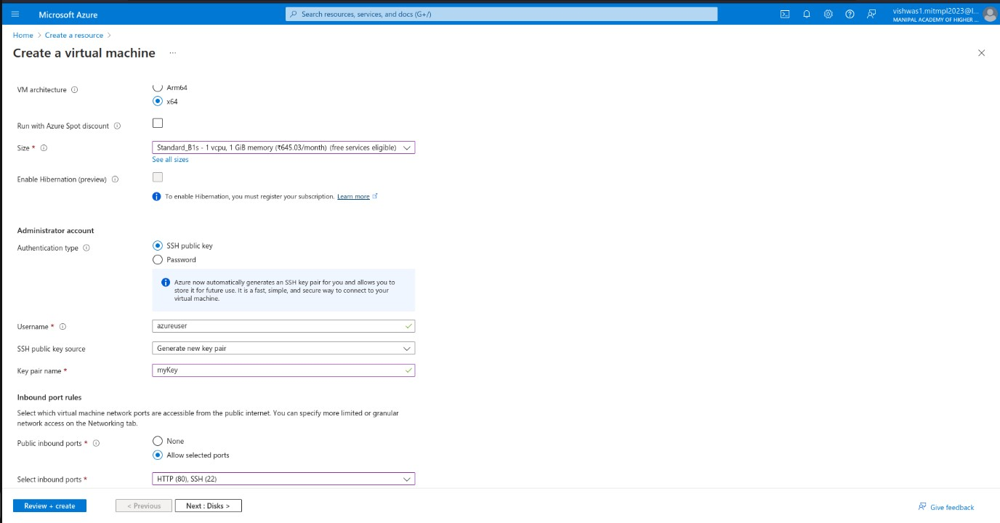 Microsoft Azure
Search resources, services, and docs (G+/)
vishwas1.mitmpl2023@l...
MANIPAL ACADEMY OF HIGHER ...
Home > Create a resource >
Create a virtual machine ...
VM architecture
Arm64
x64
Run with Azure Spot discount
Size *
Standard_B1s - 1 vcpu, 1 GiB memory (₹645.03/month) (free services eligible)
See all sizes
Enable Hibernation (preview)
To enable Hibernation, you must register your subscription. Learn more
Administrator account
Authentication type
SSH public key
Password
Azure now automatically generates an SSH key pair for you and allows you to
store it for future use. It is a fast, simple, and secure way to connect to your
virtual machine.
Username *
azureuser
SSH public key source
Generate new key pair
Key pair name *
myKey
Inbound port rules
Select which virtual machine network ports are accessible from the public internet. You can specify more limited or granular
network access on the Networking tab.
Public inbound ports *
None
Allow selected ports
Select inbound ports *
HTTP (80), SSH (22)
Review + create
< Previous
Next : Disks >
Give feedback